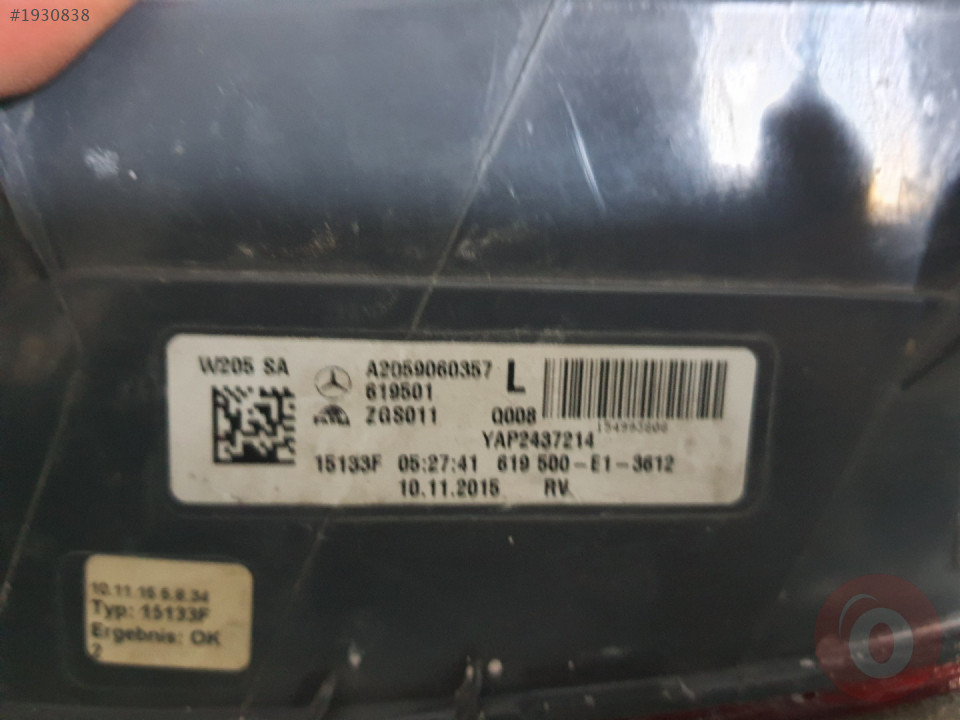 #1930838
W205 SA
A2059060357 L
619501
ZGS011 Q008
YAP2437214
15133F 05:27:41 619 500-E1-3612
10.11.2015 RV
10.11.15 5.8.34
Typ: 15133F
Ergebnis: OK
2